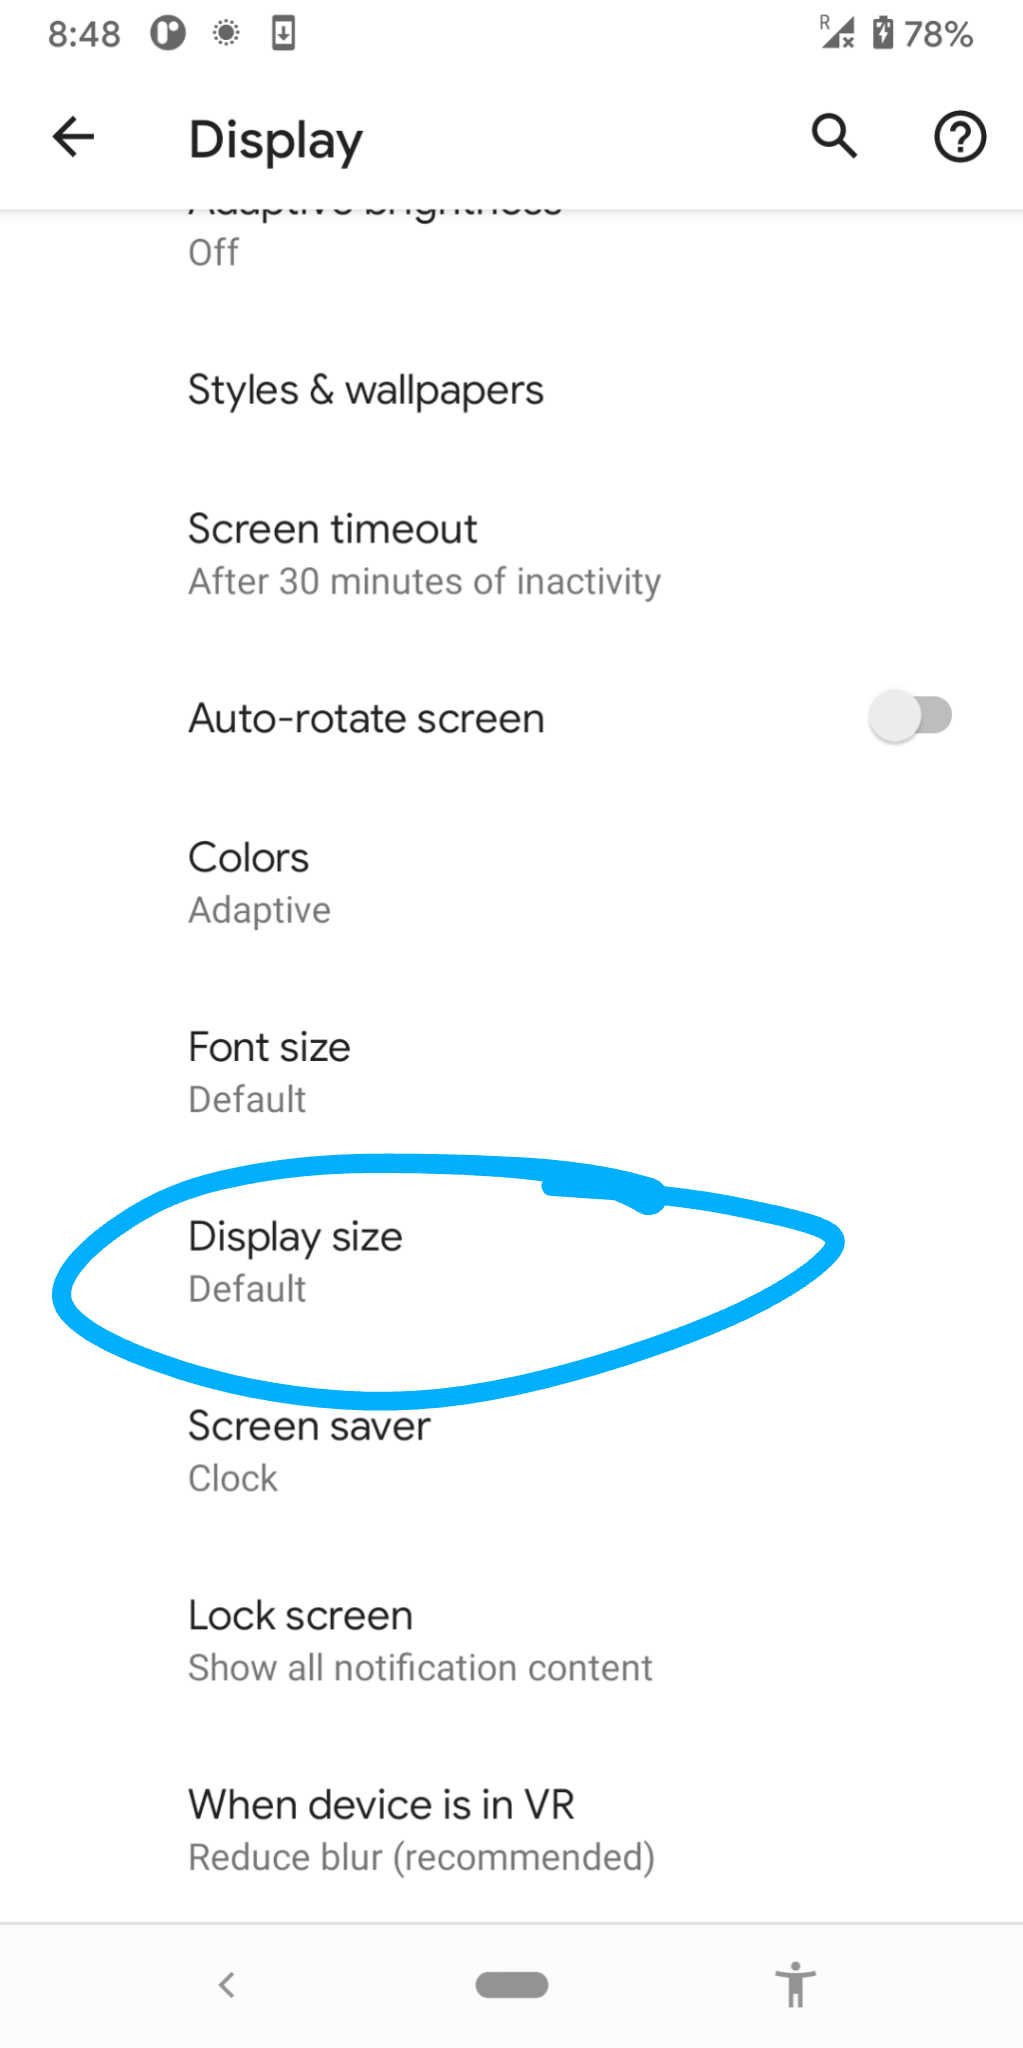 8:48
R
78%
Display
Adaptive brightness
Off
Styles & wallpapers
Screen timeout
After 30 minutes of inactivity
Auto-rotate screen
Colors
Adaptive
Font size
Default
Display size
Default
Screen saver
Clock
Lock screen
Show all notification content
When device is in VR
Reduce blur (recommended)